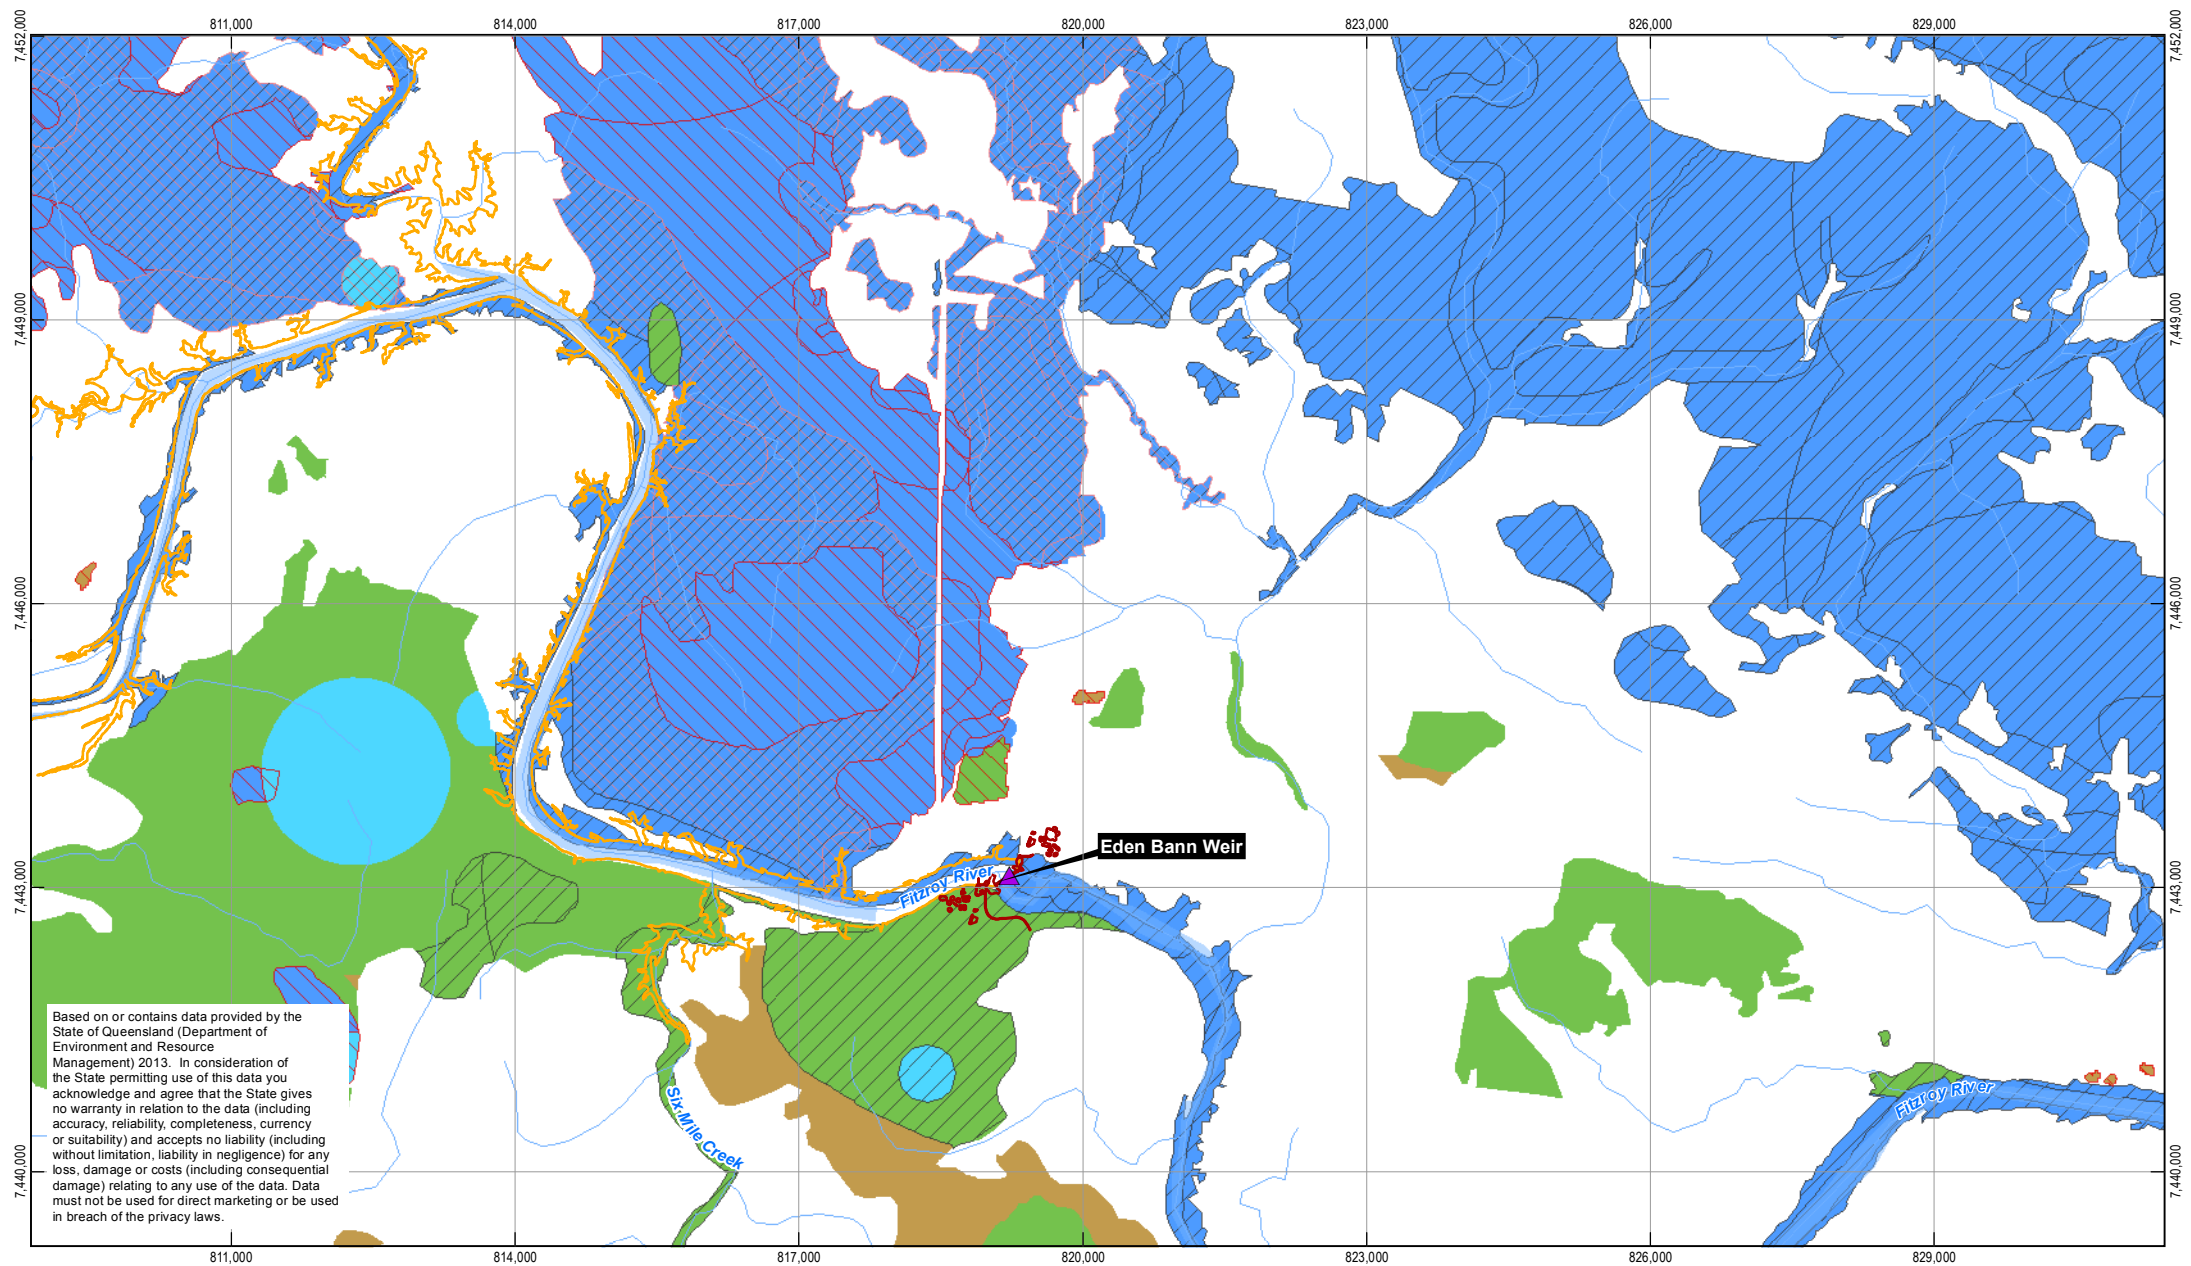 811,000 814,000 817,000 820,000 823,000 826,000 829,000
7,452,000 7,452,000
7,449,000 7,449,000
7,446,000 7,446,000
Eden Bann Weir
Fitzroy River
7,443,000 7,443,000
Based on or contains data provided by the
State of Queensland (Department of
Environment and Resource
Management) 2013. In consideration of
the State permitting use of this data you
acknowledge and agree that the State gives
no warranty in relation to the data (including
accuracy, reliability, completeness, currency
or suitability) and accepts no liability (including
without limitation, liability in negligence) for any
loss, damage or costs (including consequential
damage) relating to any use of the data. Data
must not be used for direct marketing or be used
in breach of the privacy laws.
Six Mile Creek
Fitzroy River
7,440,000 7,440,000
811,000 814,000 817,000 820,000 823,000 826,000 829,000